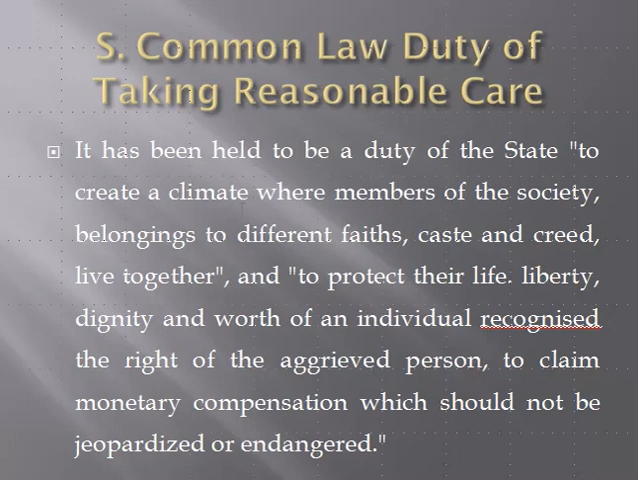 S. Common Law Duty of
Taking Reasonable Care
It has been held to be a duty of the State "to
create a climate where members of the society,
belongings to different faiths, caste and creed,
live together", and "to protect their life. liberty,
dignity and worth of an individual recognised
the right of the aggrieved person, to claim
monetary compensation which should not be
jeopardized or endangered."